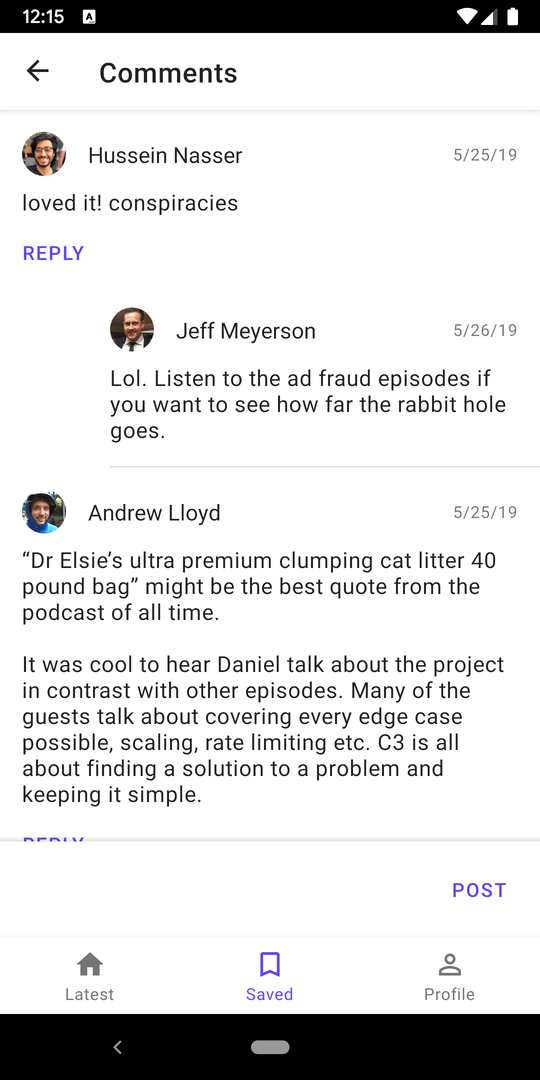 12:15
A
Comments
Hussein Nasser 5/25/19
loved it! conspiracies
REPLY
Jeff Meyerson 5/26/19
Lol. Listen to the ad fraud episodes if
you want to see how far the rabbit hole
goes.
Andrew Lloyd 5/25/19
“Dr Elsie’s ultra premium clumping cat litter 40
pound bag” might be the best quote from the
podcast of all time.
It was cool to hear Daniel talk about the project
in contrast with other episodes. Many of the
guests talk about covering every edge case
possible, scaling, rate limiting etc. C3 is all
about finding a solution to a problem and
keeping it simple.
REPLY
POST
Latest Saved Profile